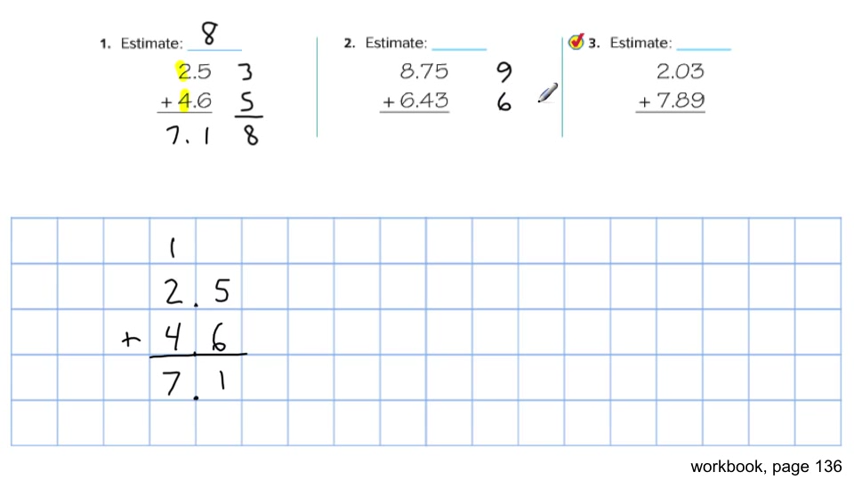 1. Estimate: 8
2.5 3
+ 4.6 5
7.1 8
2. Estimate:
8.75 9
+ 6.43 6
3. Estimate:
2.03
+ 7.89
1
2.5
+ 4.6
7.1
workbook, page 136